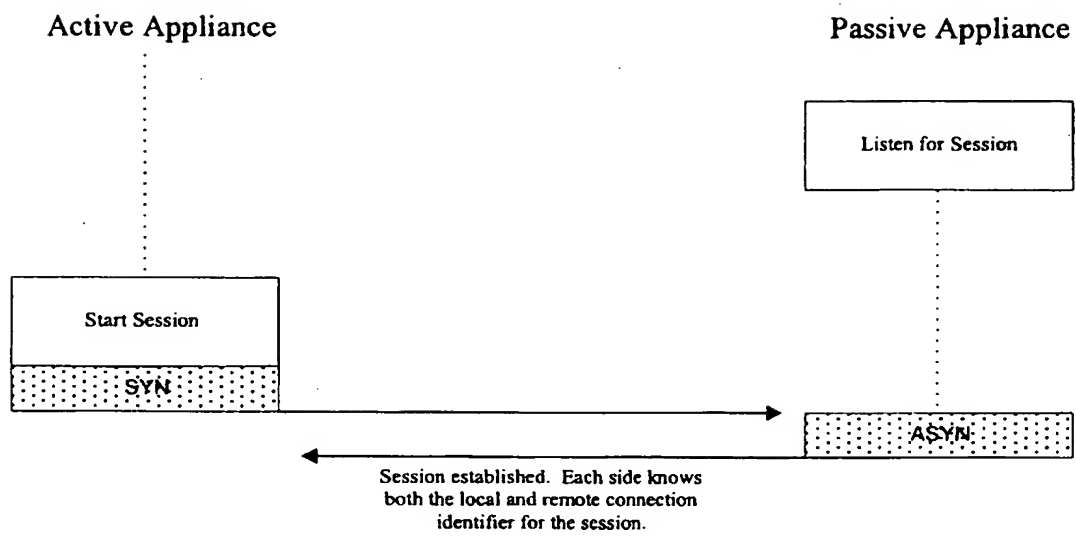 Active Appliance
Passive Appliance
Listen for Session
Start Session
SYN
ASYN
Session established. Each side knows
both the local and remote connection
identifier for the session.